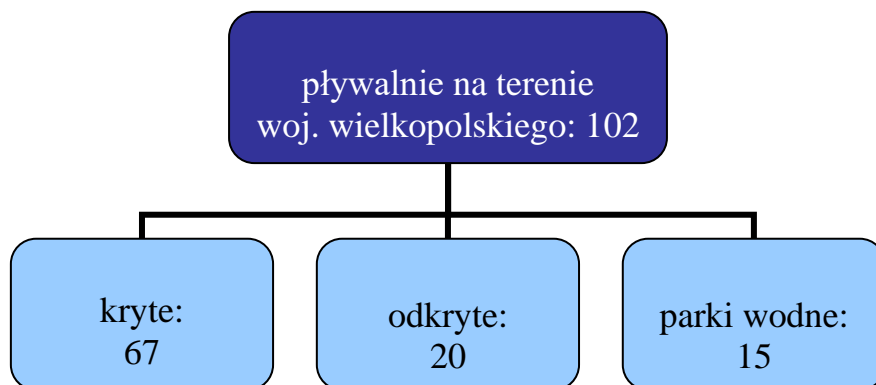 pływalnie na terenie
woj. wielkopolskiego: 102
kryte:
67
odkryte:
20
parki wodne:
15